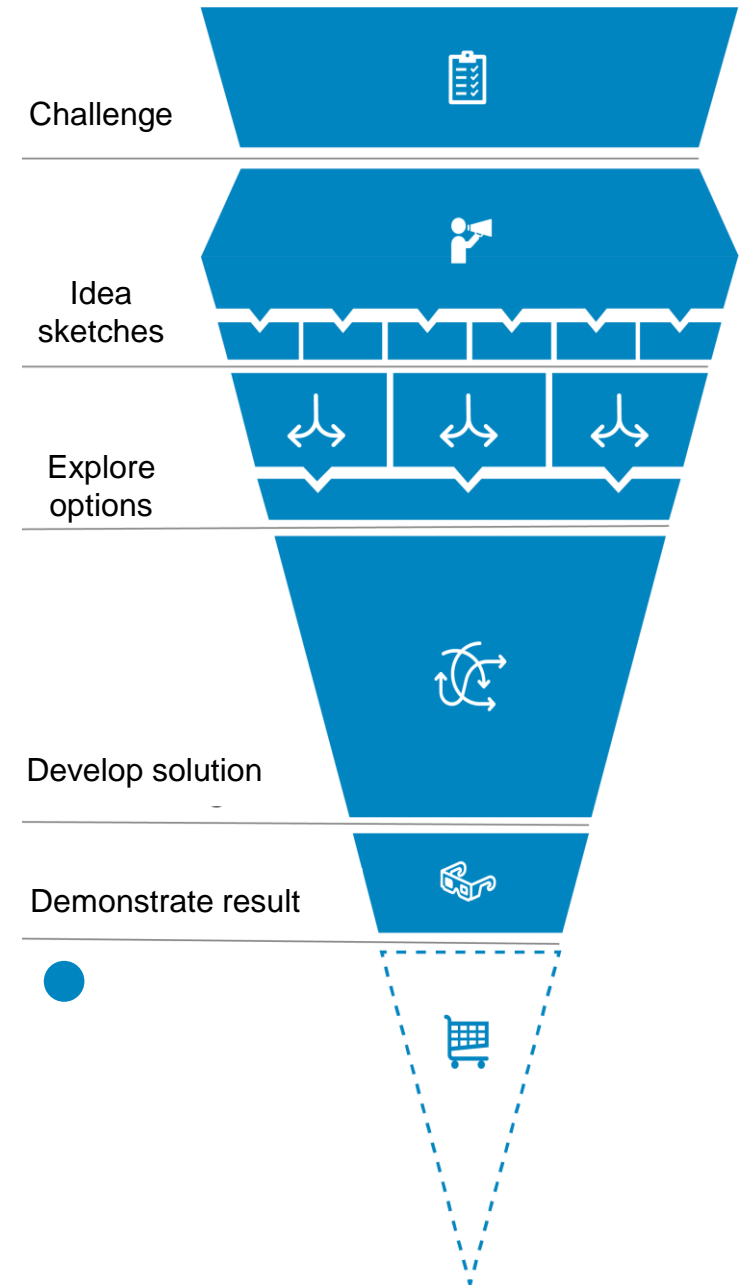 Challenge
Idea
sketches
Explore
options
Develop solution
Demonstrate result